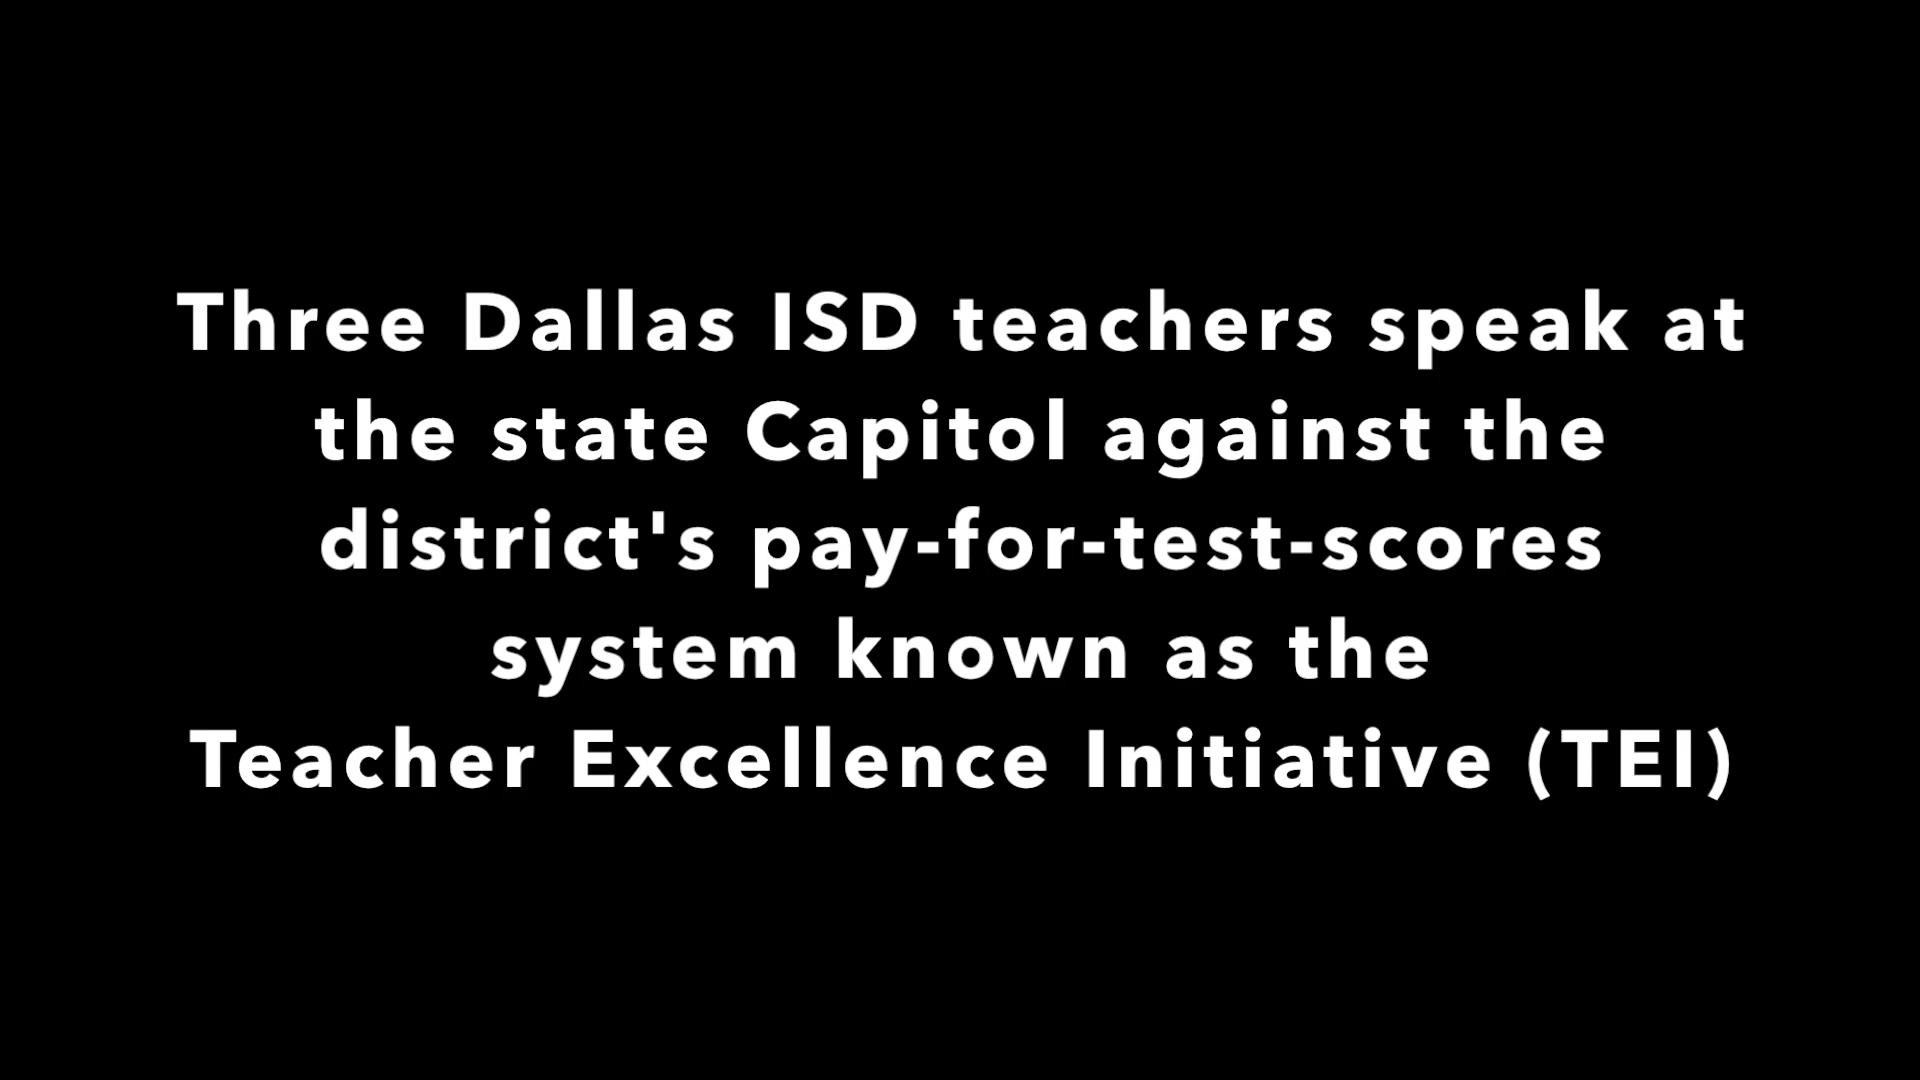 Three Dallas ISD teachers speak at
the state Capitol against the
district's pay-for-test-scores
system known as the
Teacher Excellence Initiative (TEI)